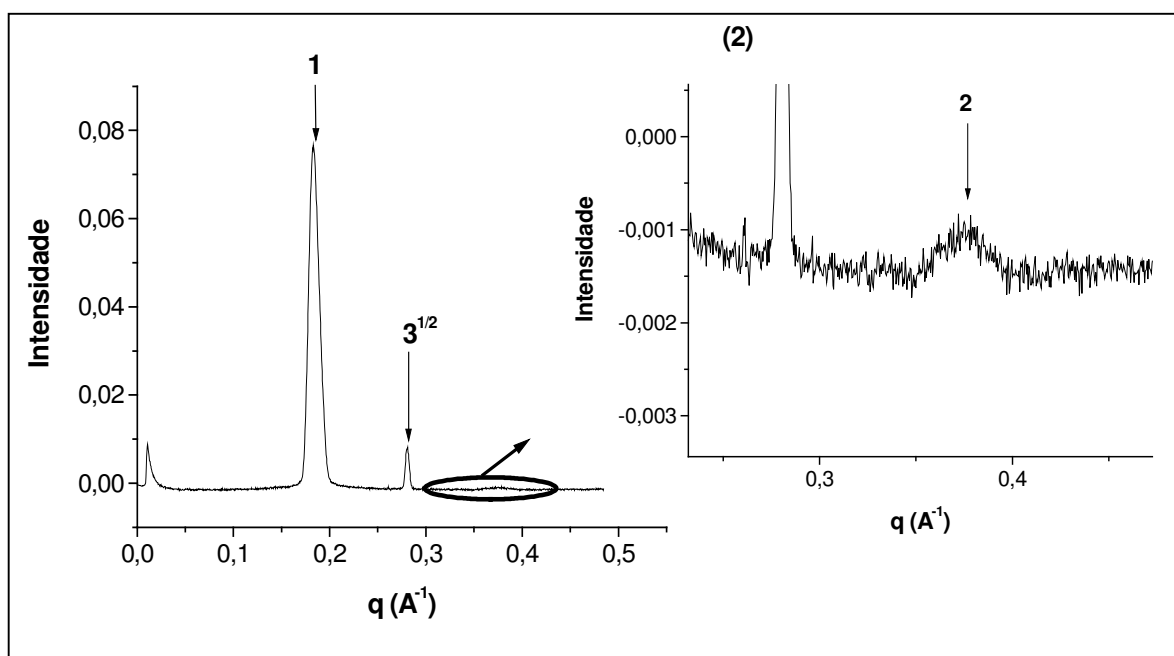 1
0,08
0,06
0,04
0,02
0,00
Intensidade
3^{1/2}
0,0 0,1 0,2 0,3 0,4 0,5
q (A^{-1})
(2)
2
0,000
-0,001
-0,002
-0,003
Intensidade
0,3 0,4
q (A^{-1})